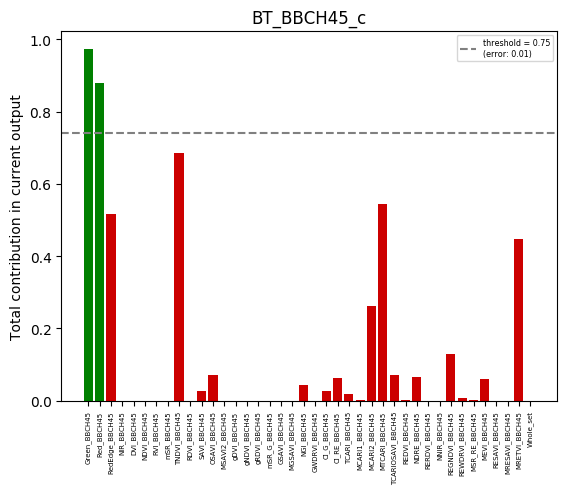 BT_BBCH45_c
threshold = 0.75
(error: 0.01)
Total contribution in current output
1.0
0.8
0.6
0.4
0.2
0.0
Green_BBCH45
Red_BBCH45
RedEdge_BBCH45
NIR_BBCH45
DVI_BBCH45
NDVI_BBCH45
RVI_BBCH45
mSR_BBCH45
TNDVI_BBCH45
RDVI_BBCH45
SAVI_BBCH45
OSAVI_BBCH45
MSAVI2_BBCH45
gDVI_BBCH45
gNDVI_BBCH45
gRDVI_BBCH45
mSR_G_BBCH45
GSAVI_BBCH45
MGSAVI_BBCH45
NGI_BBCH45
GWDRVI_BBCH45
CI_G_BBCH45
CI_RE_BBCH45
TCARI_BBCH45
MCARI1_BBCH45
MCARI2_BBCH45
MTCARI_BBCH45
TCARIOSAVI_BBCH45
REDVI_BBCH45
NDRE_BBCH45
RERDVI_BBCH45
NNIR_BBCH45
REGNDVI_BBCH45
REWDRVI_BBCH45
MSR_RE_BBCH45
MEVI_BBCH45
RESAVI_BBCH45
MRESAVI_BBCH45
MRETVI_BBCH45
Whole_set